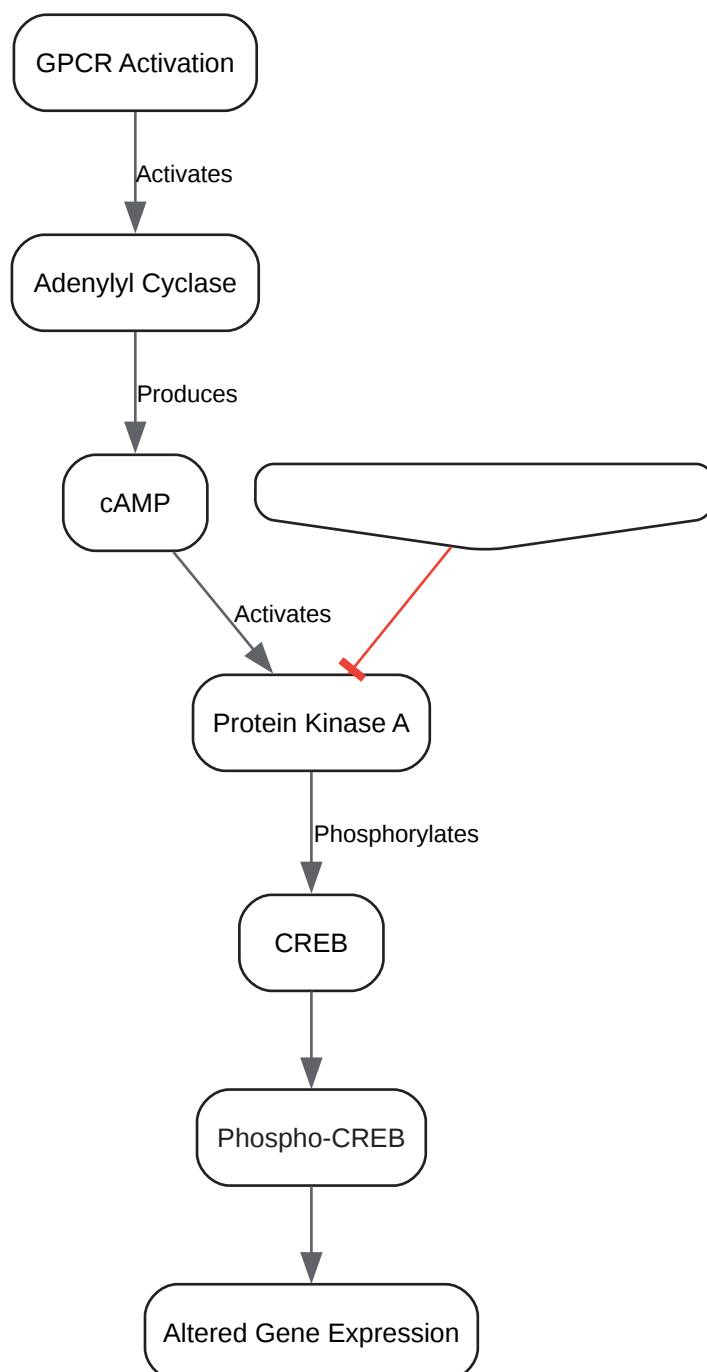 GPCR Activation
Activates
Adenylyl Cyclase
Produces
cAMP
Activates
Protein Kinase A
Phosphorylates
CREB
Phospho-CREB
Altered Gene Expression